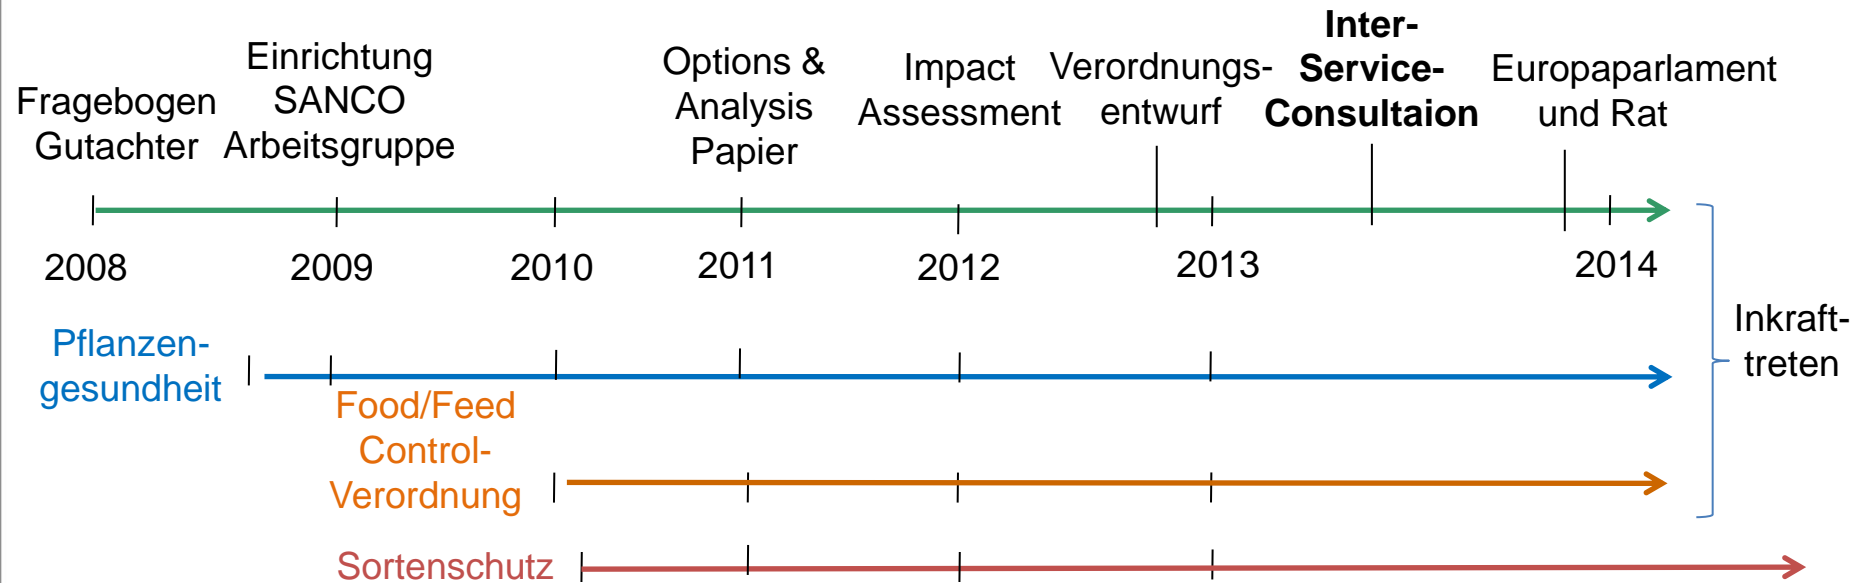 Fragebogen
Gutachter
Einrichtung
SANCO
Arbeitsgruppe
Options &
Analysis
Papier
Impact
Assessment
Verordnungs-
entwurf
Inter-
Service-
Consultaion
Europaparlament
und Rat
2008
2009
2010
2011
2012
2013
2014
Pflanzen-
gesundheit
Food/Feed
Control-
Verordnung
Sortenschutz
Inkraft-
treten